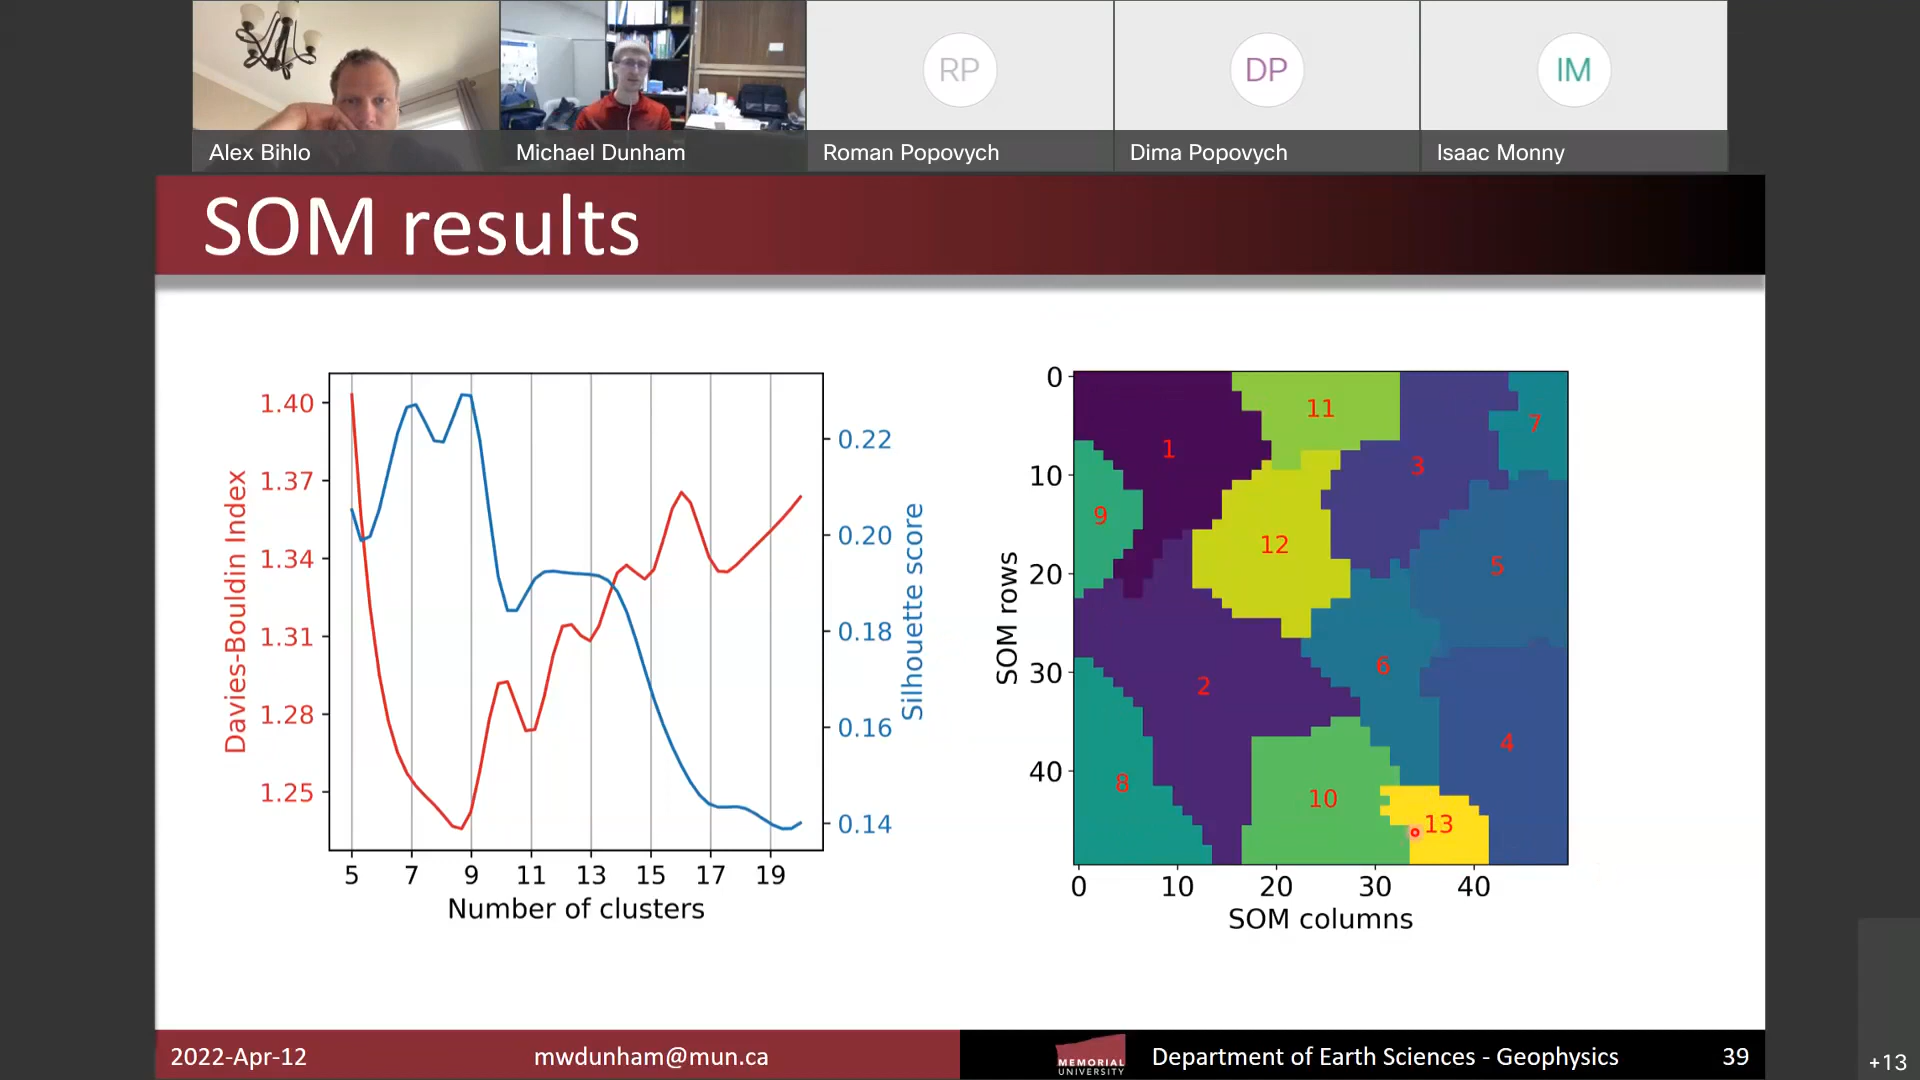 RP
DP
IM
Alex Bihlo
Michael Dunham
Roman Popovych
Dima Popovych
Isaac Monny
SOM results
Davies-Bouldin Index
1.40
1.37
1.34
1.31
1.28
1.25
0.22
0.20
0.18
0.16
0.14
Silhouette score
5 7 9 11 13 15 17 19
Number of clusters
SOM rows
0
10
20
30
40
1
11
3
7
9
12
5
2
6
4
8
10
13
0 10 20 30 40
SOM columns
2022-Apr-12
mwdunham@mun.ca
MEMORIAL
UNIVERSITY
Department of Earth Sciences - Geophysics
39
+13